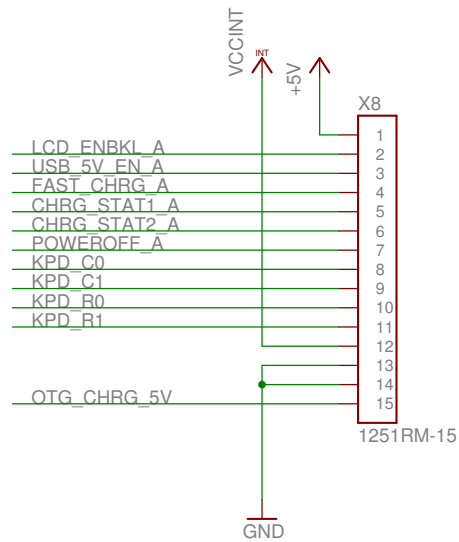 VCCINT
INT
+5V
X8
1
LCD_ENBKL_A 2
USB_5V_EN_A 3
FAST_CHRG_A 4
CHRG_STAT1_A 5
CHRG_STAT2_A 6
POWEROFF_A 7
KPD_C0 8
KPD_C1 9
KPD_R0 10
KPD_R1 11
12
13
14
OTG_CHRG_5V 15
1251RM-15
GND